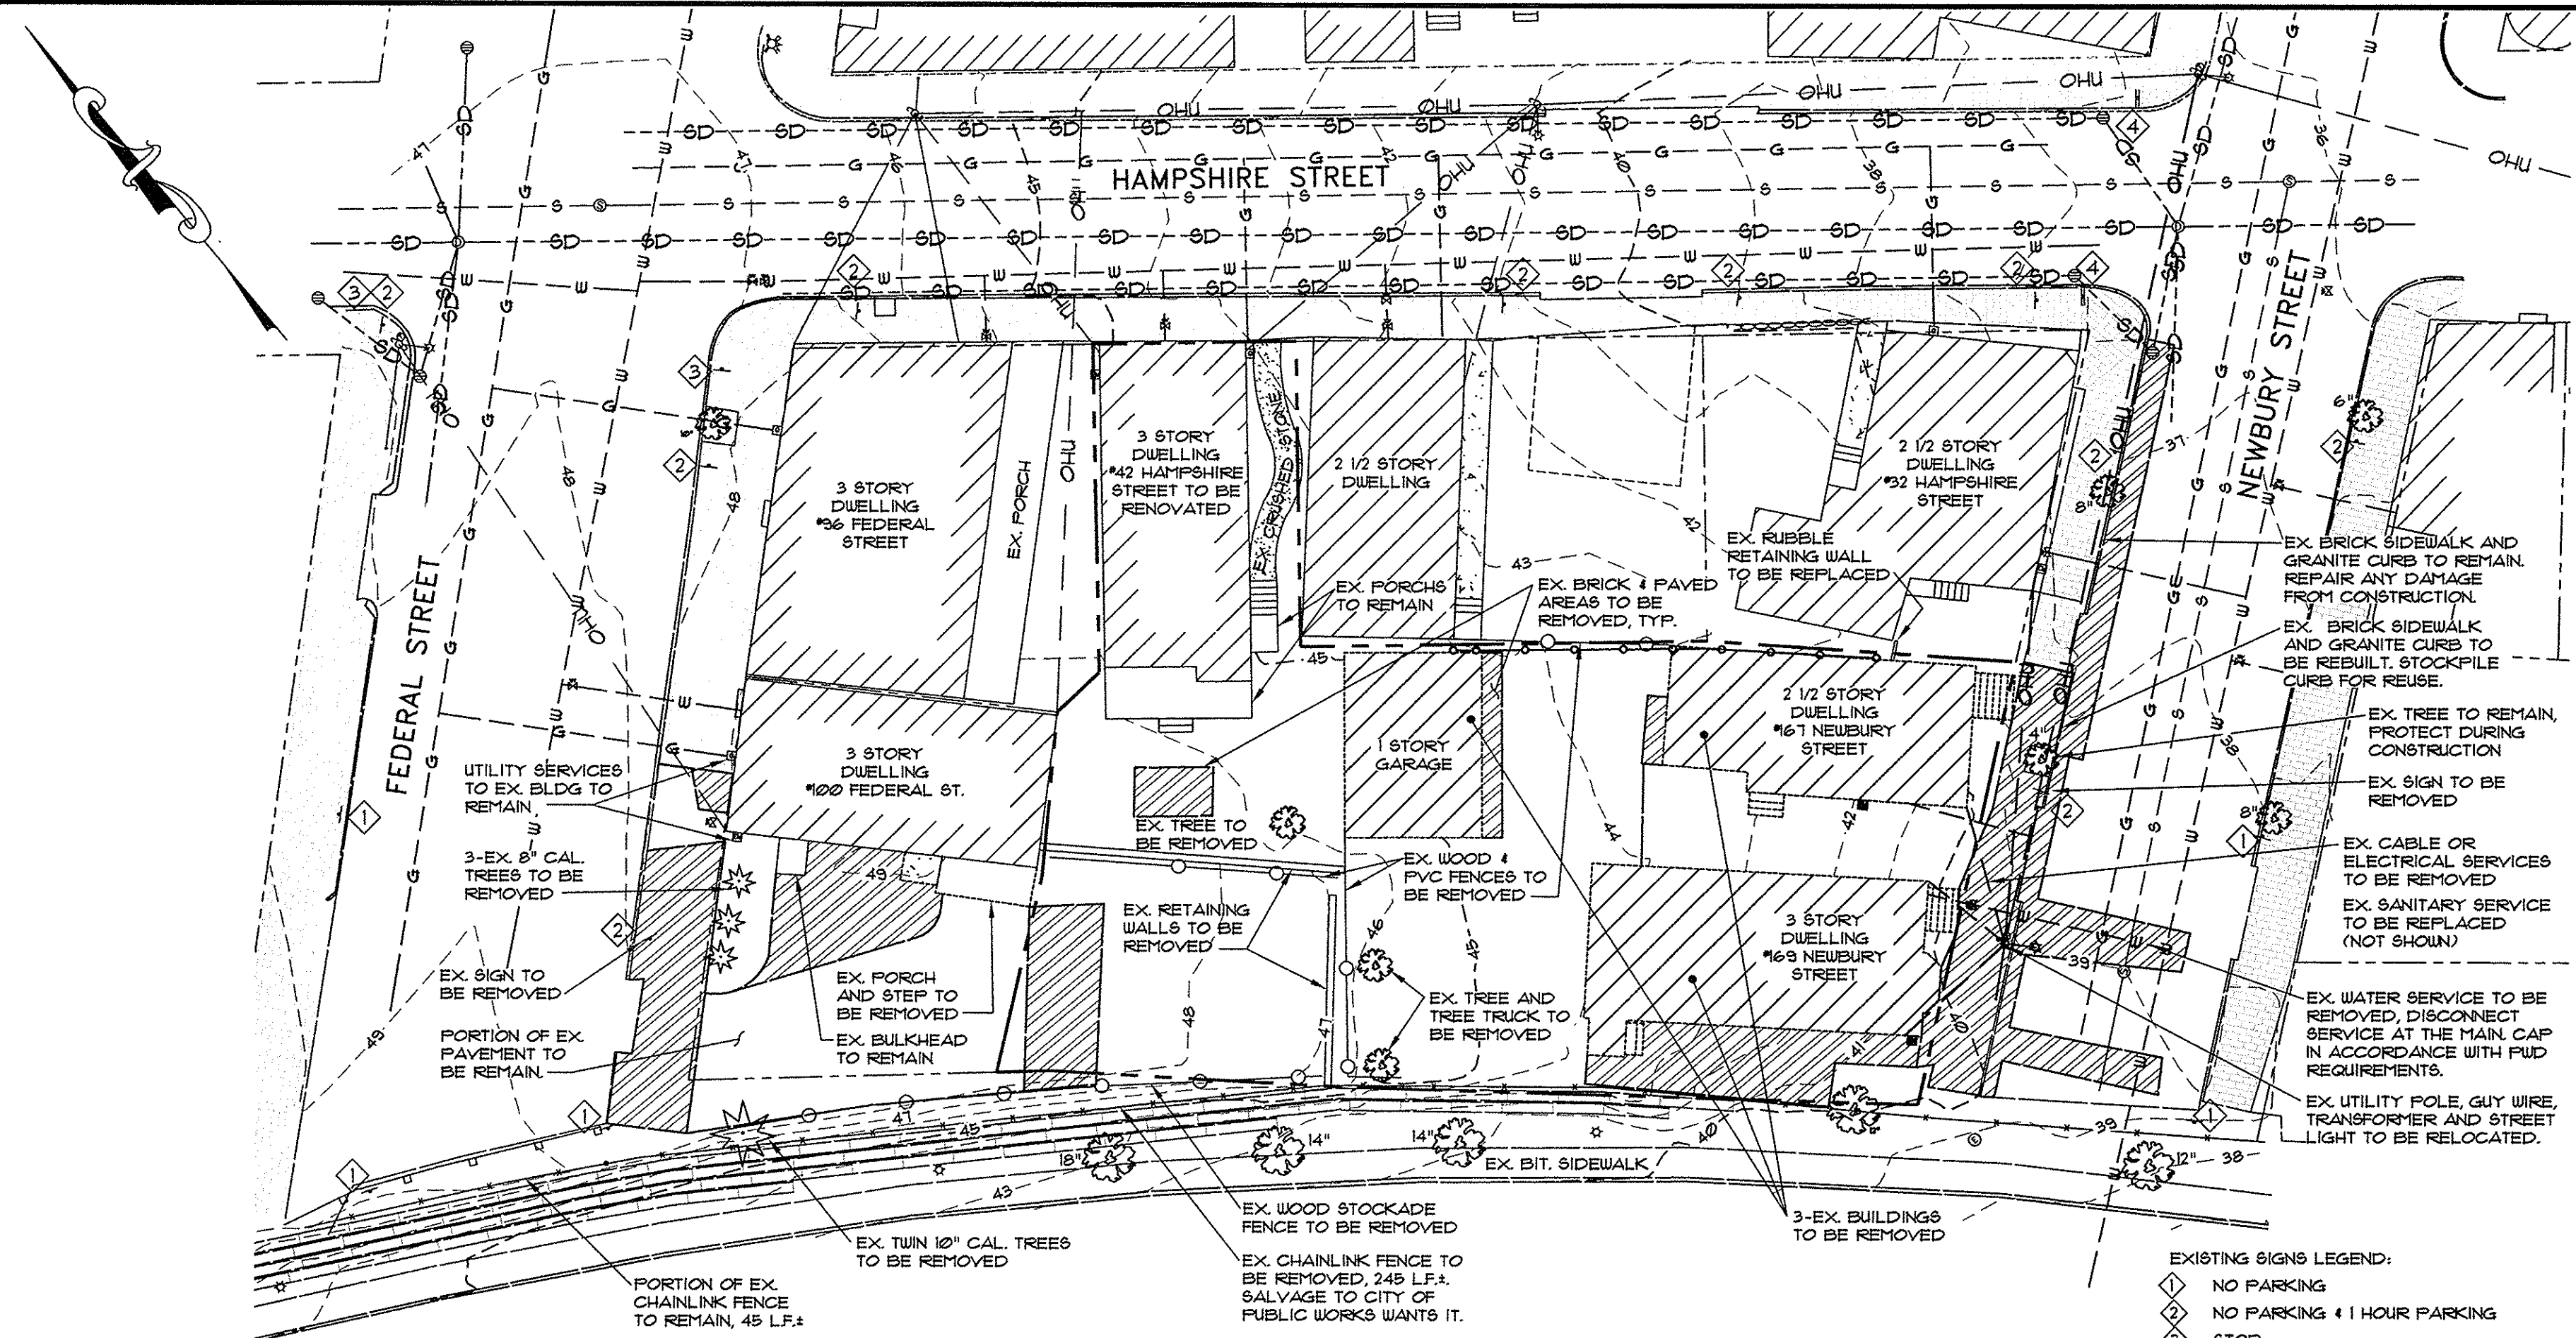 HAMPSHIRE STREET
FEDERAL STREET
NEWBURY STREET
3 STORY
DWELLING
#96 FEDERAL
STREET
EX. PORCH
OHU
3 STORY
DWELLING
#42 HAMPSHIRE
STREET TO BE
RENOVATED
EX. CRUSHED STONE
2 1/2 STORY
DWELLING
2 1/2 STORY
DWELLING
#32 HAMPSHIRE
STREET
EX. RUBBLE
RETAINING WALL
TO BE REPLACED
EX. PORCHS
TO REMAIN
EX. BRICK & PAVED
AREAS TO BE
REMOVED, TYP.
EX. BRICK SIDEWALK AND
GRANITE CURB TO REMAIN.
REPAIR ANY DAMAGE
FROM CONSTRUCTION.
EX. BRICK SIDEWALK
AND GRANITE CURB TO
BE REBUILT. STOCKPILE
CURB FOR REUSE.
EX. TREE TO REMAIN,
PROTECT DURING
CONSTRUCTION
EX. SIGN TO BE
REMOVED
EX. CABLE OR
ELECTRICAL SERVICES
TO BE REMOVED
EX. SANITARY SERVICE
TO BE REPLACED
(NOT SHOWN)
EX. WATER SERVICE TO BE
REMOVED, DISCONNECT
SERVICE AT THE MAIN. CAP
IN ACCORDANCE WITH PWD
REQUIREMENTS.
EX. UTILITY POLE, GUY WIRE,
TRANSFORMER AND STREET
LIGHT TO BE RELOCATED.
2 1/2 STORY
DWELLING
#167 NEWBURY
STREET
1 STORY
GARAGE
3 STORY
DWELLING
#100 FEDERAL ST.
UTILITY SERVICES
TO EX. BLDG TO
REMAIN.
3-EX. 8" CAL.
TREES TO BE
REMOVED
EX. TREE TO
BE REMOVED
EX. WOOD &
PVC FENCES TO
BE REMOVED
EX. RETAINING
WALLS TO BE
REMOVED
3 STORY
DWELLING
#169 NEWBURY
STREET
EX. SIGN TO
BE REMOVED
PORTION OF EX.
PAVEMENT TO
BE REMAIN.
EX. PORCH
AND STEP TO
BE REMOVED
EX. BULKHEAD
TO REMAIN
EX. TREE AND
TREE TRUCK TO
BE REMOVED
EX. BIT. SIDEWALK
EX. TWIN 10" CAL. TREES
TO BE REMOVED
EX. WOOD STOCKADE
FENCE TO BE REMOVED
3-EX. BUILDINGS
TO BE REMOVED
PORTION OF EX.
CHAINLINK FENCE
TO REMAIN, 45 L.F.±
EX. CHAINLINK FENCE TO
BE REMOVED, 245 L.F.±.
SALVAGE TO CITY OF
PUBLIC WORKS WANTS IT.
18"
14"
14"
12"
EXISTING SIGNS LEGEND:
1 NO PARKING
2 NO PARKING & 1 HOUR PARKING
3 STOP